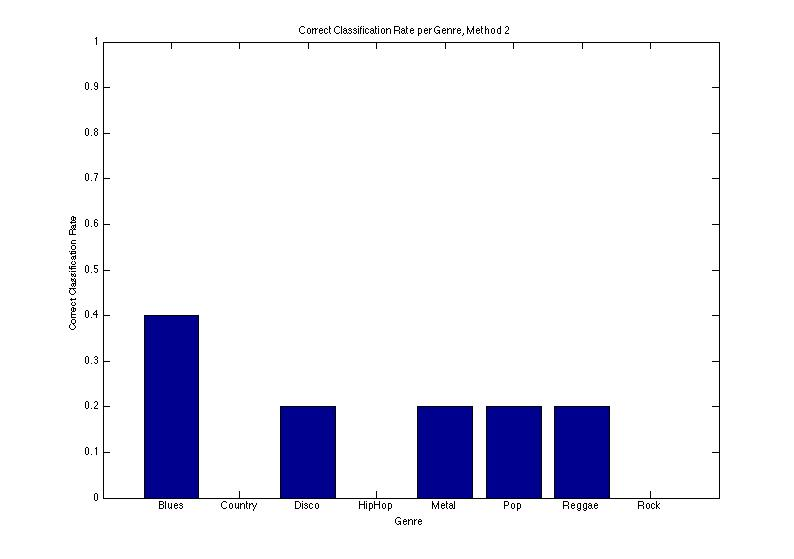 Correct Classification Rate per Genre, Method 2
1
0.9
0.8
0.7
0.6
0.5
0.4
0.3
0.2
0.1
0
Correct Classification Rate
Blues Country Disco HipHop Metal Pop Reggae Rock
Genre